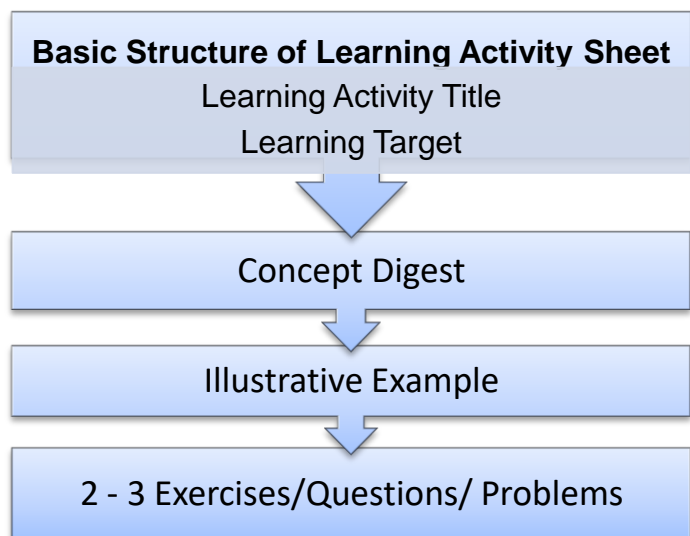 Basic Structure of Learning Activity Sheet
Learning Activity Title
Learning Target
Concept Digest
Illustrative Example
2 - 3 Exercises/Questions/ Problems